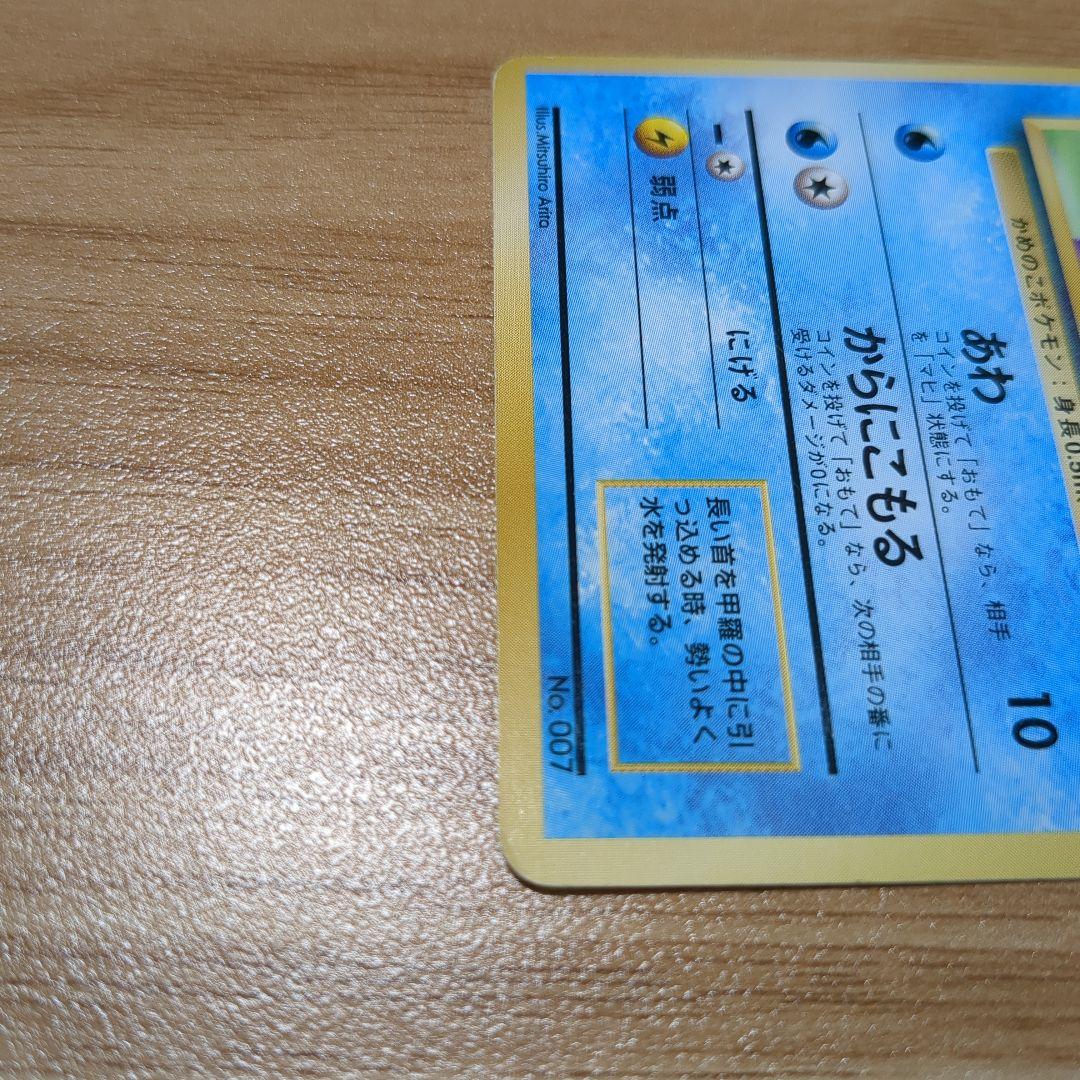 かめのこポケモン：身長0.5m
あわ 10
コインを投げて「おもて」なら、相手
を「マヒ」状態にする。
からにこもる
コインを投げて「おもて」なら、次の相手の番に
受けるダメージが0になる。
にげる
弱点
長い首を甲羅の中に引
っ込める時、勢いよく
水を発射する。
Illus.Mitsuhiro Arita
No. 007